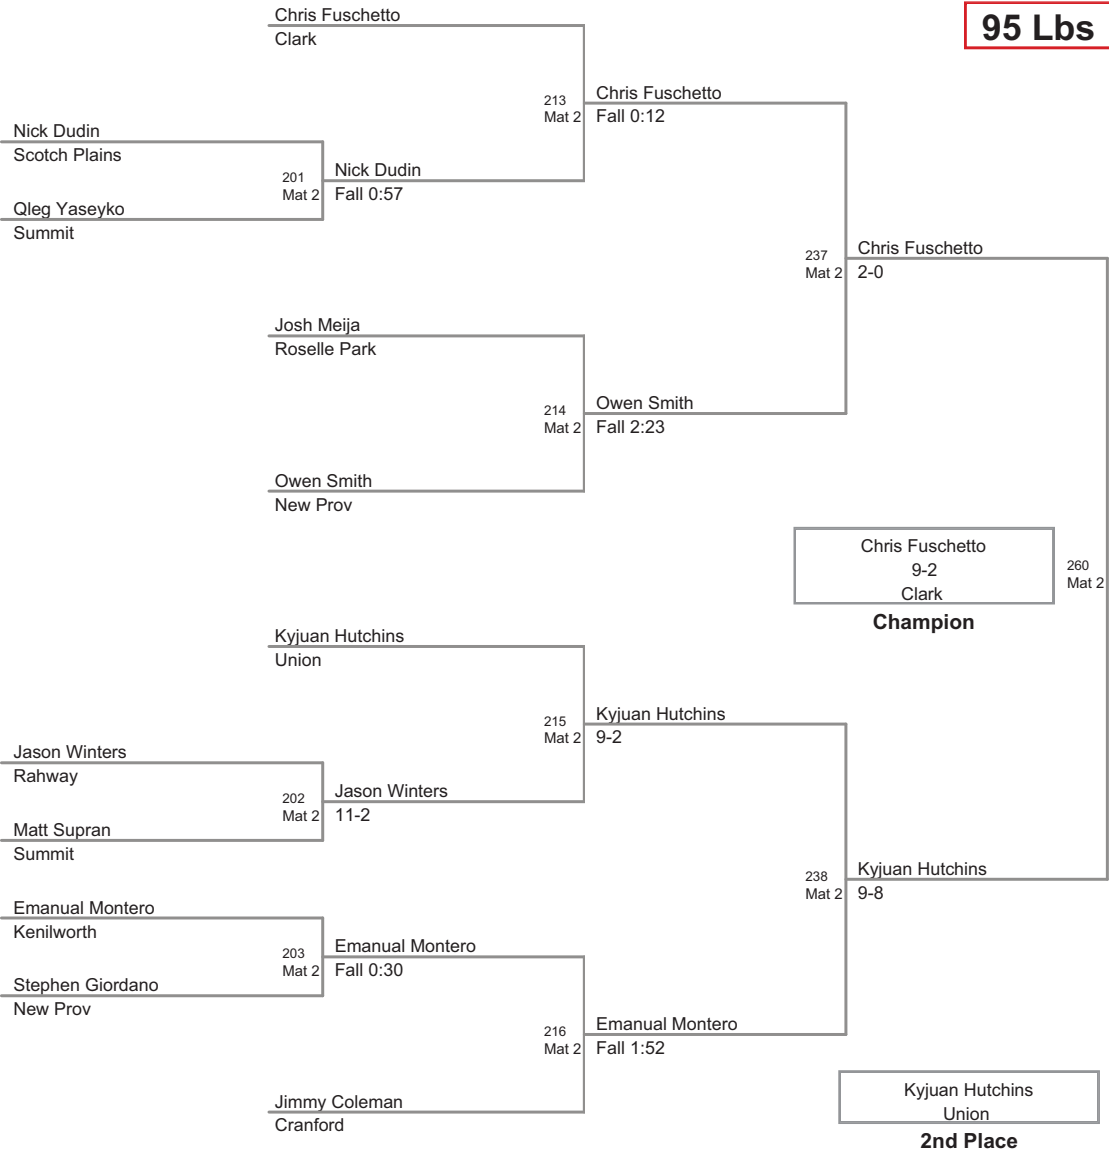 95 Lbs
Chris Fuschetto
Clark
213
Mat 2
Chris Fuschetto
Fall 0:12
Nick Dudin
Scotch Plains
201
Mat 2
Nick Dudin
Fall 0:57
Qleg Yaseyko
Summit
237
Mat 2
Chris Fuschetto
2-0
Josh Meija
Roselle Park
214
Mat 2
Owen Smith
Fall 2:23
Owen Smith
New Prov
Chris Fuschetto
9-2
Clark
Champion
260
Mat 2
Kyjuan Hutchins
Union
215
Mat 2
Kyjuan Hutchins
9-2
Jason Winters
Rahway
202
Mat 2
Jason Winters
11-2
Matt Supran
Summit
238
Mat 2
Kyjuan Hutchins
9-8
Emanual Montero
Kenilworth
203
Mat 2
Emanual Montero
Fall 0:30
Stephen Giordano
New Prov
216
Mat 2
Emanual Montero
Fall 1:52
Jimmy Coleman
Cranford
Kyjuan Hutchins
Union
2nd Place